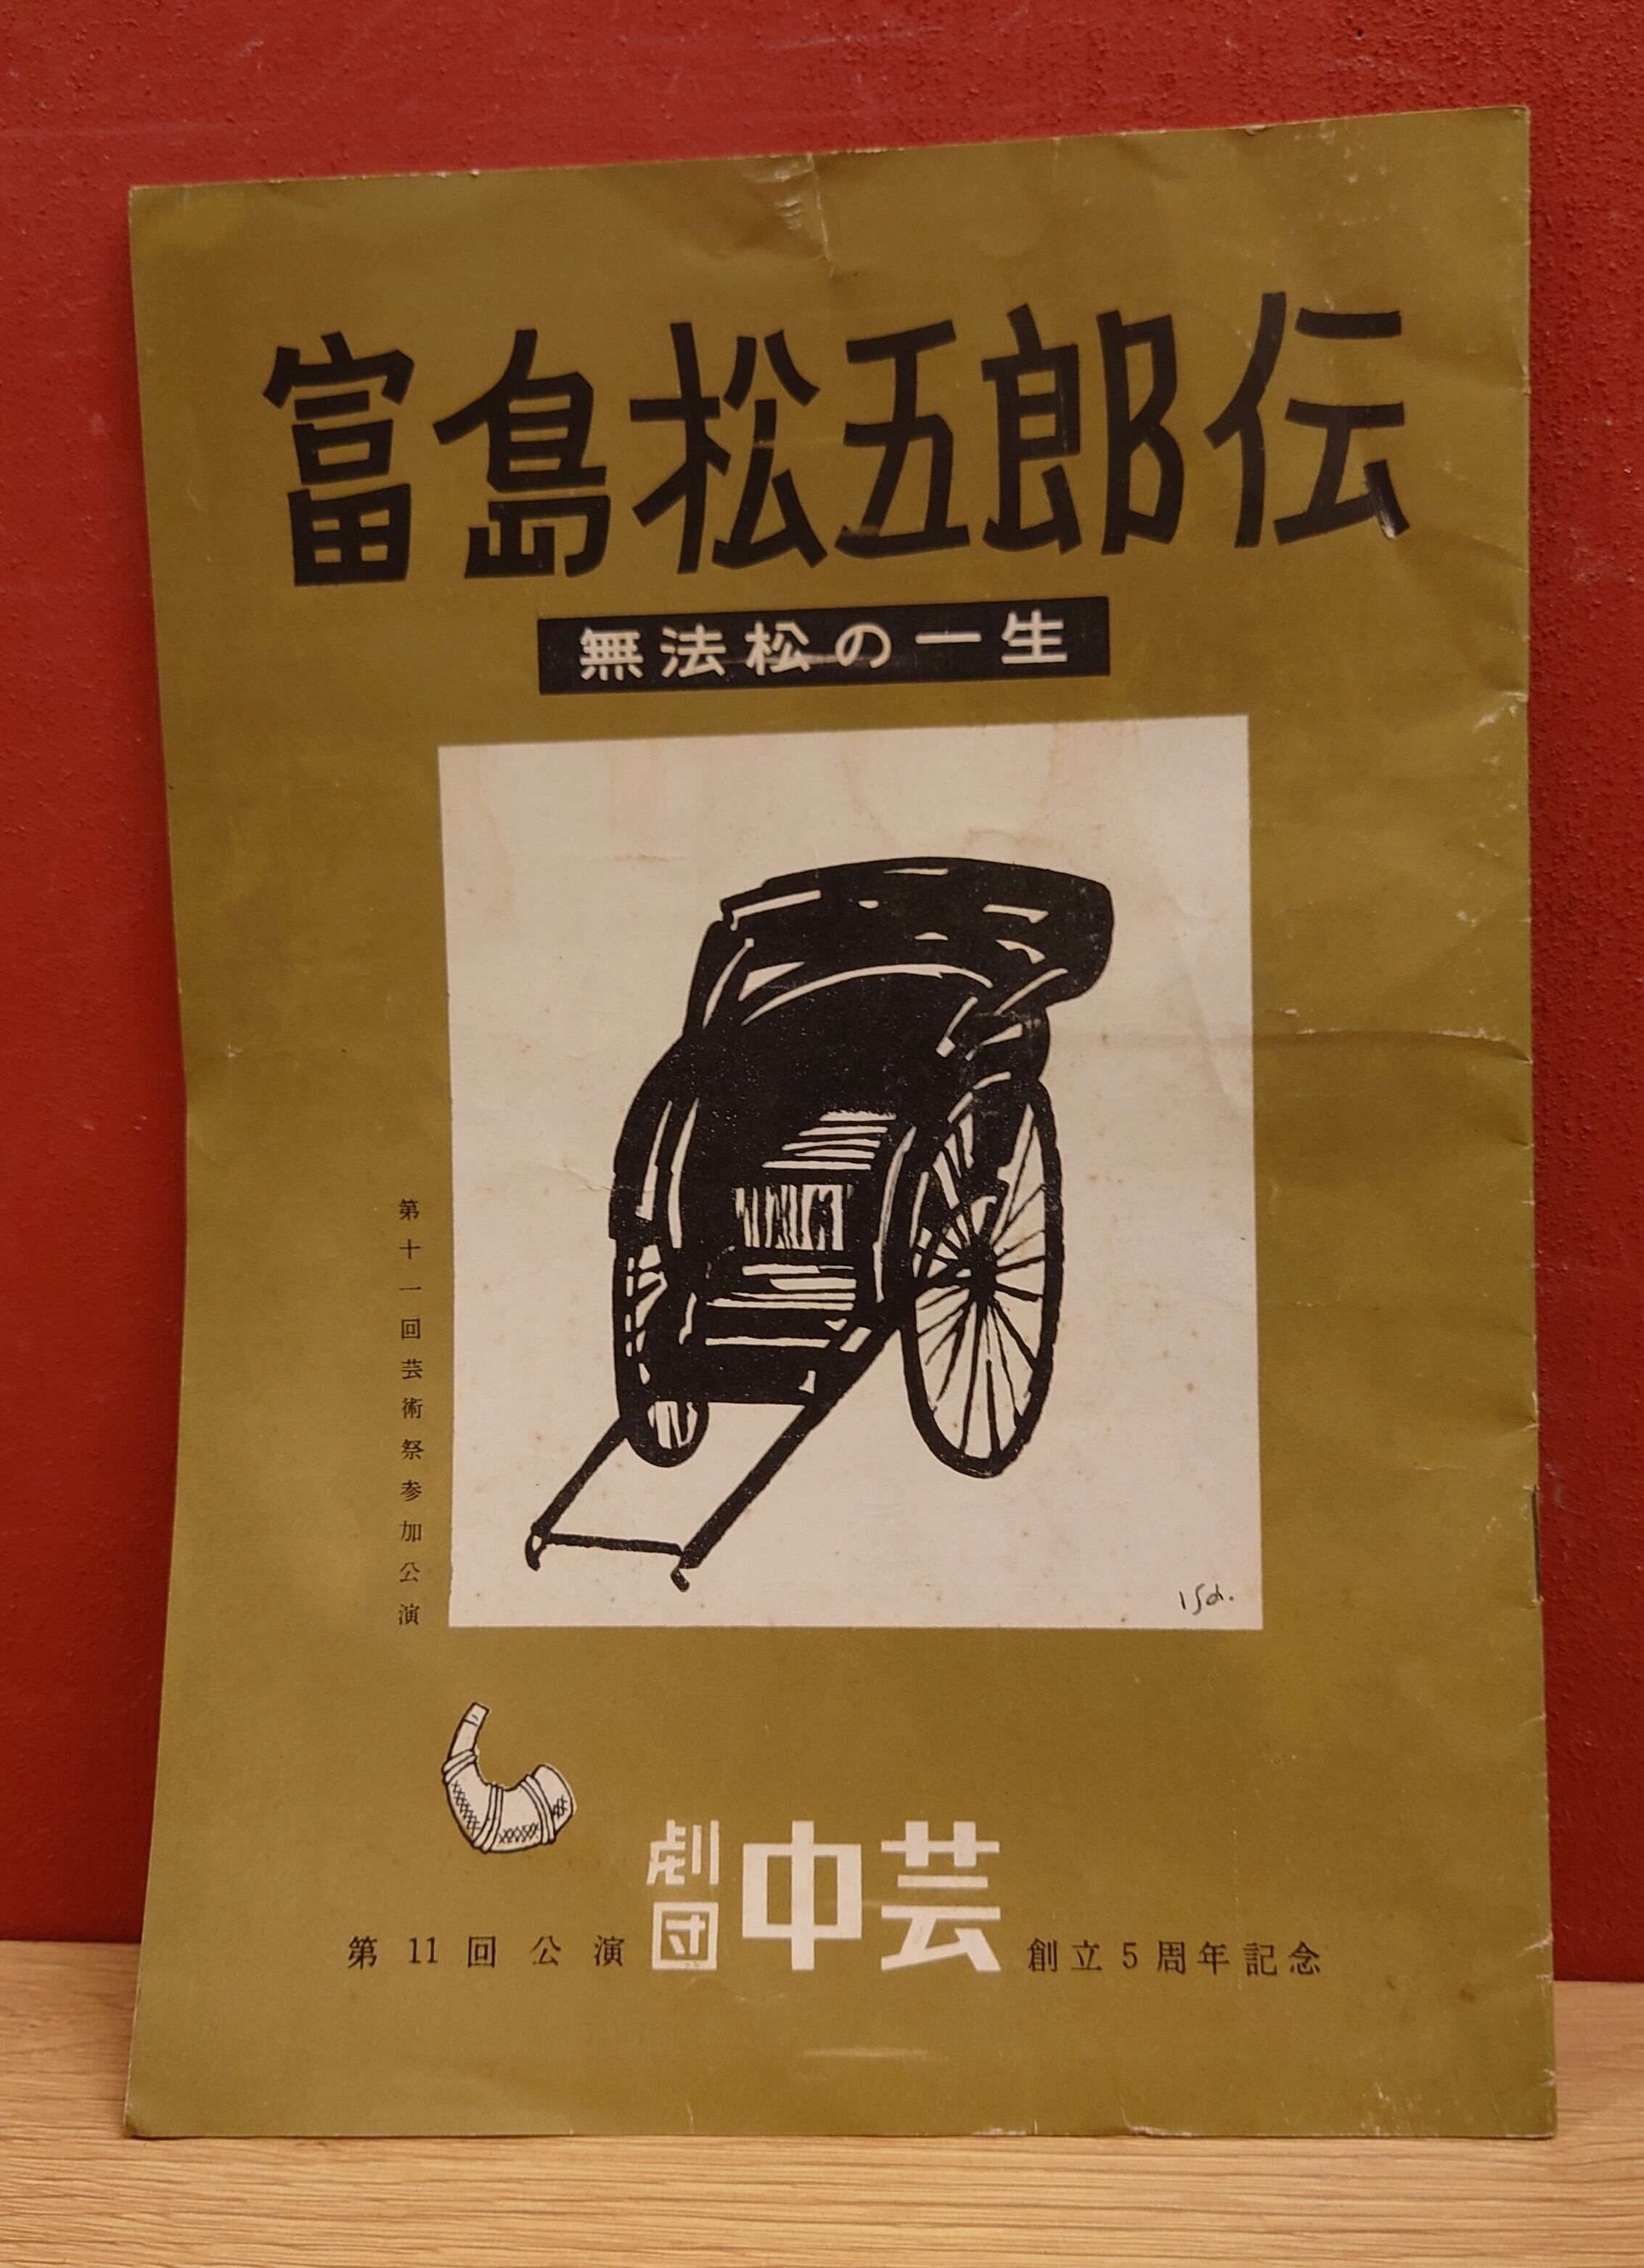 富島松五郎伝
無法松の一生
第十一回芸術祭参加公演
第11回公演
劇団中芸
創立5周年記念